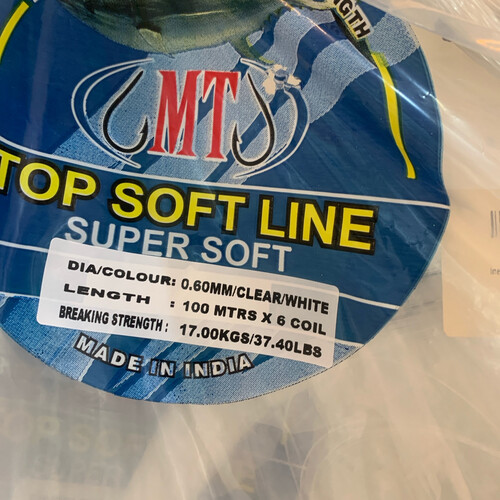 NGTH
MT
TOP SOFT LINE
SUPER SOFT
DIA/COLOUR: 0.60MM/CLEAR/WHITE
LENGTH : 100 MTRS X 6 COIL
BREAKING STRENGTH: 17.00KGS/37.40LBS
MADE IN INDIA